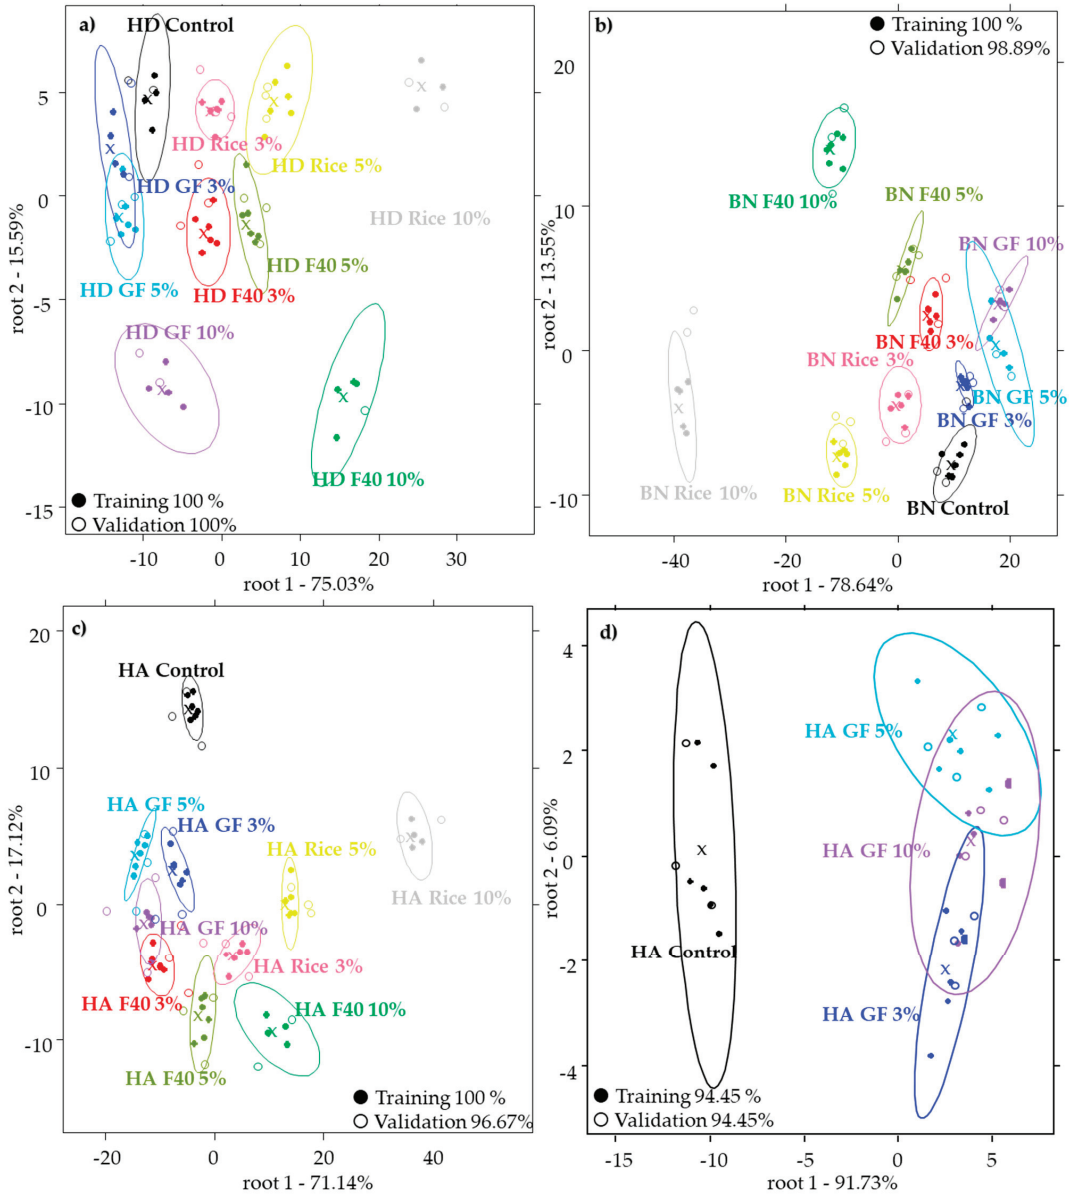 a)
HD Control
5
0
-5
-10
-15
root 2 - 15.59%
HD Rice 3%
HD Rice 5%
HD GF 3%
HD Rice 10%
HD F40 5%
HD GF 5%
HD F40 3%
HD GF 10%
HD F40 10%
Training 100 %
Validation 100%
-10 0 10 20 30
root 1 - 75.03%
b)
Training 100 %
Validation 98.89%
20
10
0
-10
root 2 - 13.55%
BN F40 10%
BN F40 5%
BN GF 10%
BN F40 3%
BN Rice 3%
BN GF 5%
BN GF 3%
BN Rice 10%
BN Rice 5%
BN Control
-40 -20 0 20
root 1 - 78.64%
c)
20
10
0
-10
root 2 - 17.12%
HA Control
HA GF 5%
HA GF 3%
HA Rice 5%
HA Rice 10%
HA GF 10%
HA Rice 3%
HA F40 3%
HA F40 10%
HA F40 5%
Training 100 %
Validation 96.67%
-20 0 20 40
root 1 -71.14%
d)
4
2
0
-2
-4
root 2 - 6.09%
HA GF 5%
HA GF 10%
HA Control
HA GF 3%
Training 94.45 %
Validation 94.45%
-15 -10 -5 0 5
root 1 - 91.73%